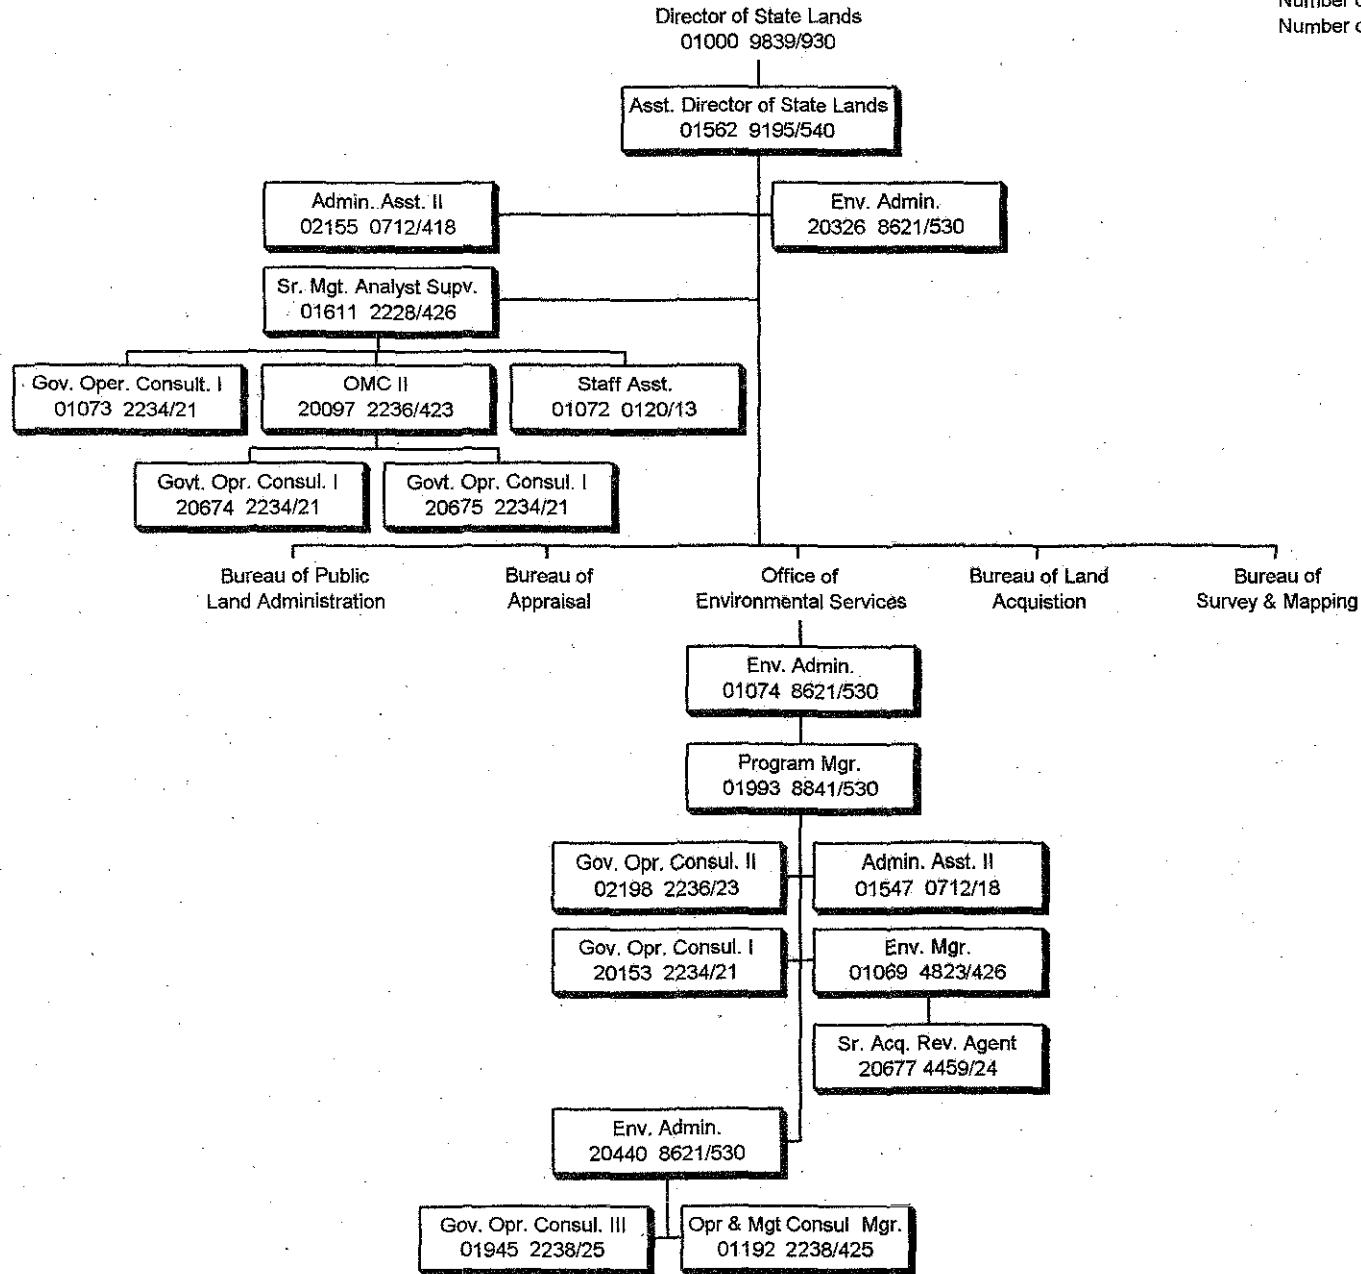 Number o
Number o
Director of State Lands
01000 9839/930
Asst. Director of State Lands
01562 9195/540
Admin. Asst. II
02155 0712/418
Env. Admin.
20326 8621/530
Sr. Mgt. Analyst Supv.
01611 2228/426
Gov. Oper. Consult. I
01073 2234/21
OMC II
20097 2236/423
Staff Asst.
01072 0120/13
Govt. Opr. Consul. I
20674 2234/21
Govt. Opr. Consul. I
20675 2234/21
Bureau of Public
Land Administration
Bureau of
Appraisal
Office of
Environmental Services
Bureau of Land
Acquistion
Bureau of
Survey & Mapping
Env. Admin.
01074 8621/530
Program Mgr.
01993 8841/530
Gov. Opr. Consul. II
02198 2236/23
Admin. Asst. II
01547 0712/18
Gov. Opr. Consul. I
20153 2234/21
Env. Mgr.
01069 4823/426
Sr. Acq. Rev. Agent
20677 4459/24
Env. Admin.
20440 8621/530
Gov. Opr. Consul. III
01945 2238/25
Opr & Mgt Consul Mgr.
01192 2238/425